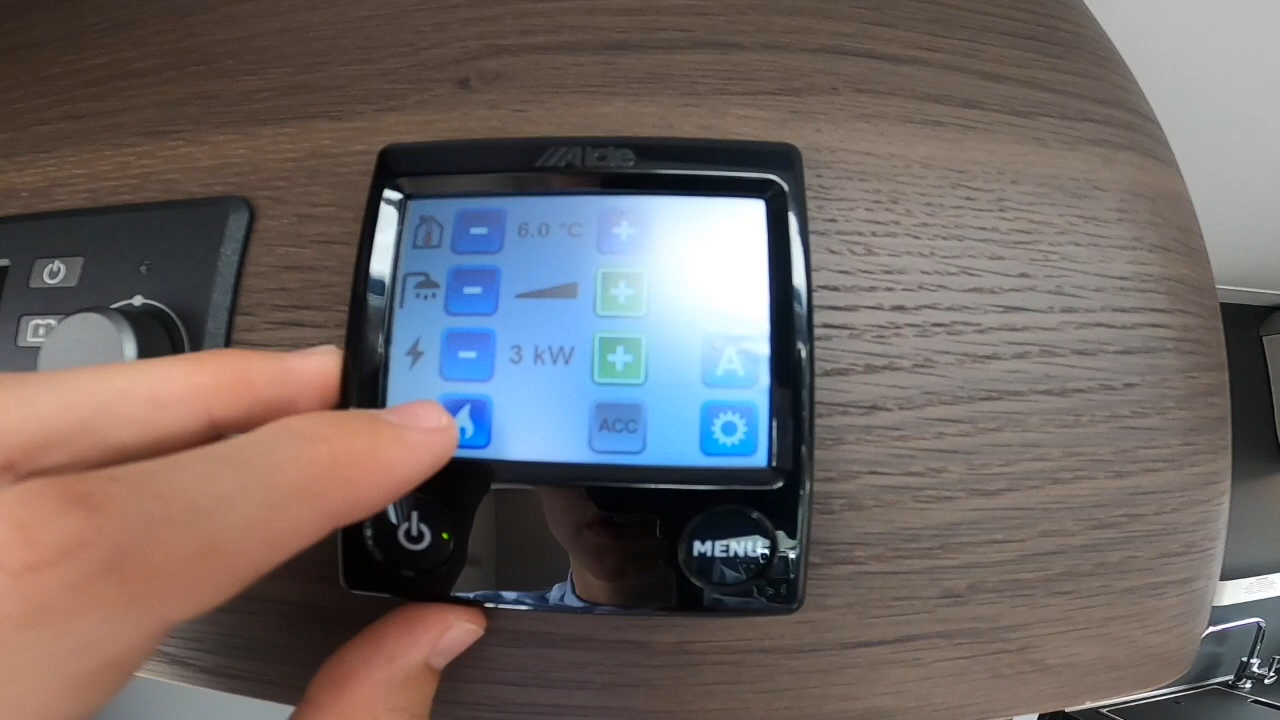 Alde
- 6.0 °C +
- +
- 3 kW +
A
ACC
MENU